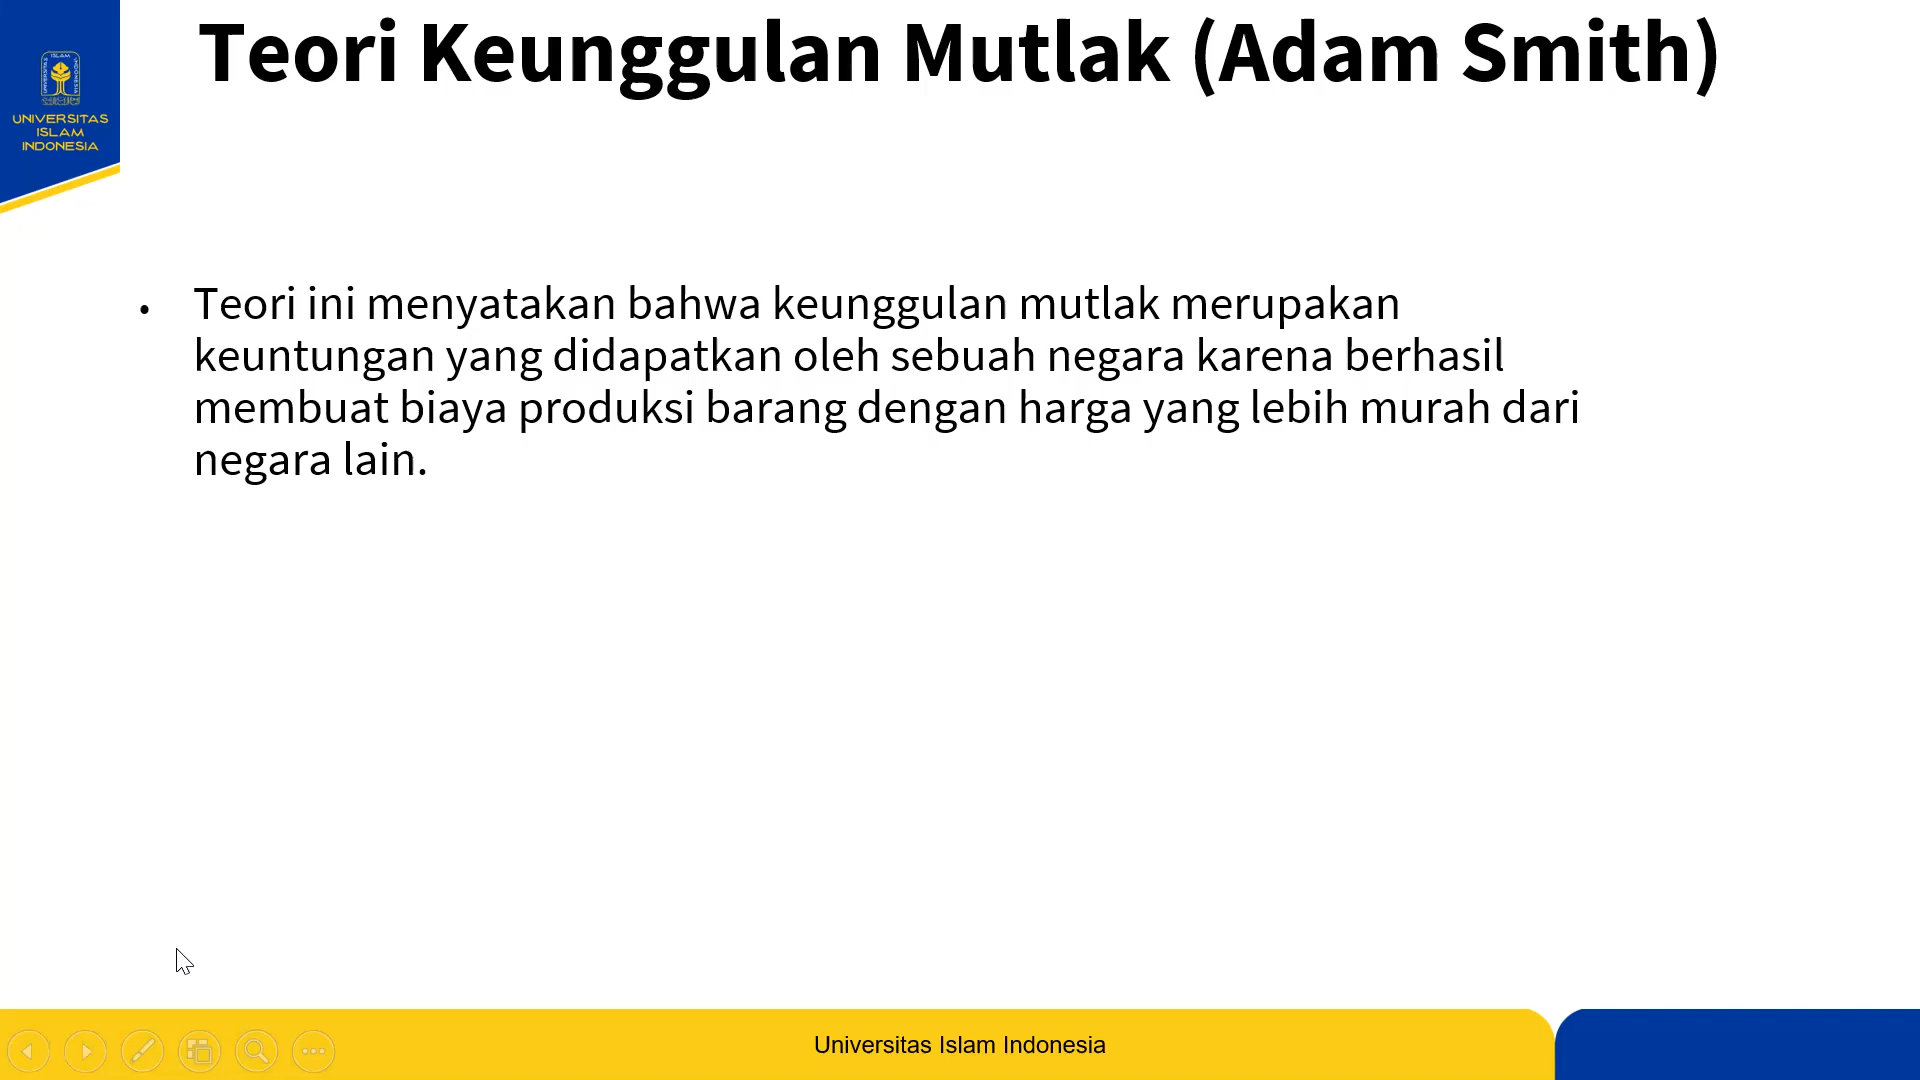 Teori Keunggulan Mutlak (Adam Smith)
UNIVERSITAS
ISLAM
INDONESIA
• Teori ini menyatakan bahwa keunggulan mutlak merupakan
keuntungan yang didapatkan oleh sebuah negara karena berhasil
membuat biaya produksi barang dengan harga yang lebih murah dari
negara lain.
Universitas Islam Indonesia